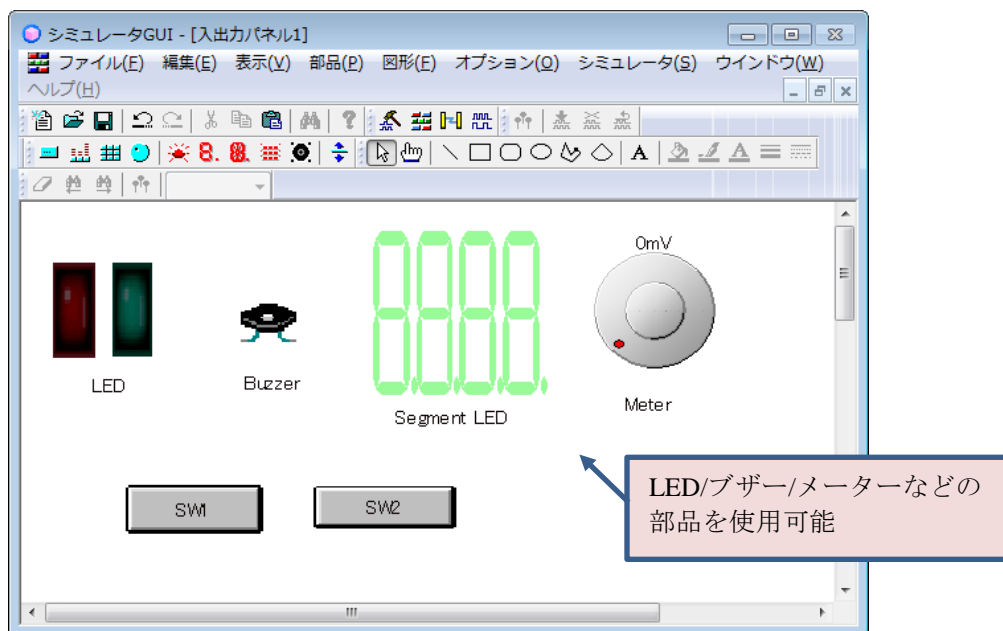 シミュレータGUI - [入出力パネル1]
ファイル(F) 編集(E) 表示(V) 部品(P) 図形(F) オプション(O) シミュレータ(S) ウインドウ(W)
ヘルプ(H)
A A
0mV
LED
Buzzer
Segment LED
Meter
SW1
SW2
LED/ブザー/メーターなどの
部品を使用可能